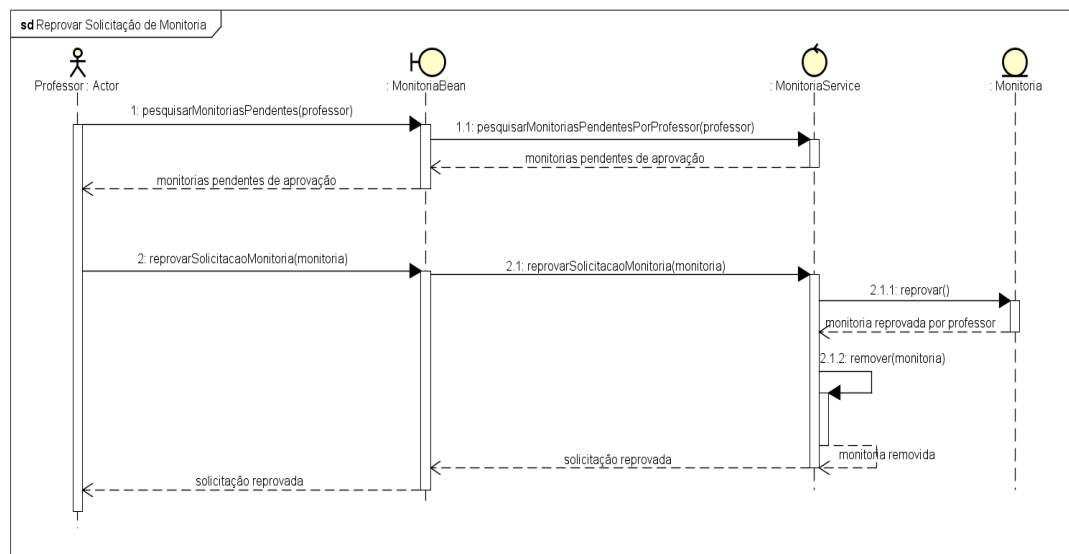 sd Reprovar Solicitação de Monitoria
Professor : Actor
: MonitoriaBean
: MonitoriaService
: Monitoria
1: pesquisarMonitoriasPendentes(professor)
1.1: pesquisarMonitoriasPendentesPorProfessor(professor)
monitorias pendentes de aprovação
monitorias pendentes de aprovação
2: reprovarSolicitacaoMonitoria(monitoria)
2.1: reprovarSolicitacaoMonitoria(monitoria)
2.1.1: reprovar()
monitoria reprovada por professor
2.1.2: remover(monitoria)
monitoria removida
solicitação reprovada
solicitação reprovada